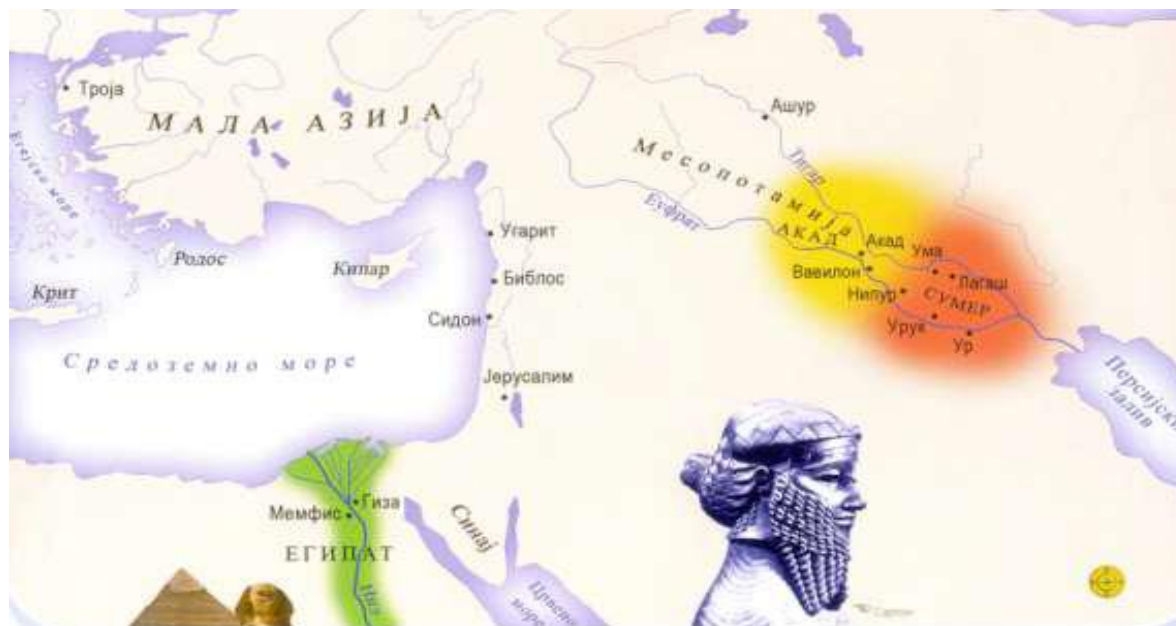 Троја
МАЛА АЗИЈА
Егејско море
Ашур
Месопотамија
Тигар
Еуфрат
АКАД
Акад
Ума
Вавилон
Лагаш
Нипур
СУМЕР
Урук
Ур
Угарит
Родос
Кипар
Библос
Крит
Сидон
Средоземно море
Јерусалим
Персијски
залив
Гиза
Мемфис
Синај
ЕГИПАТ
Нил
Црвено
море